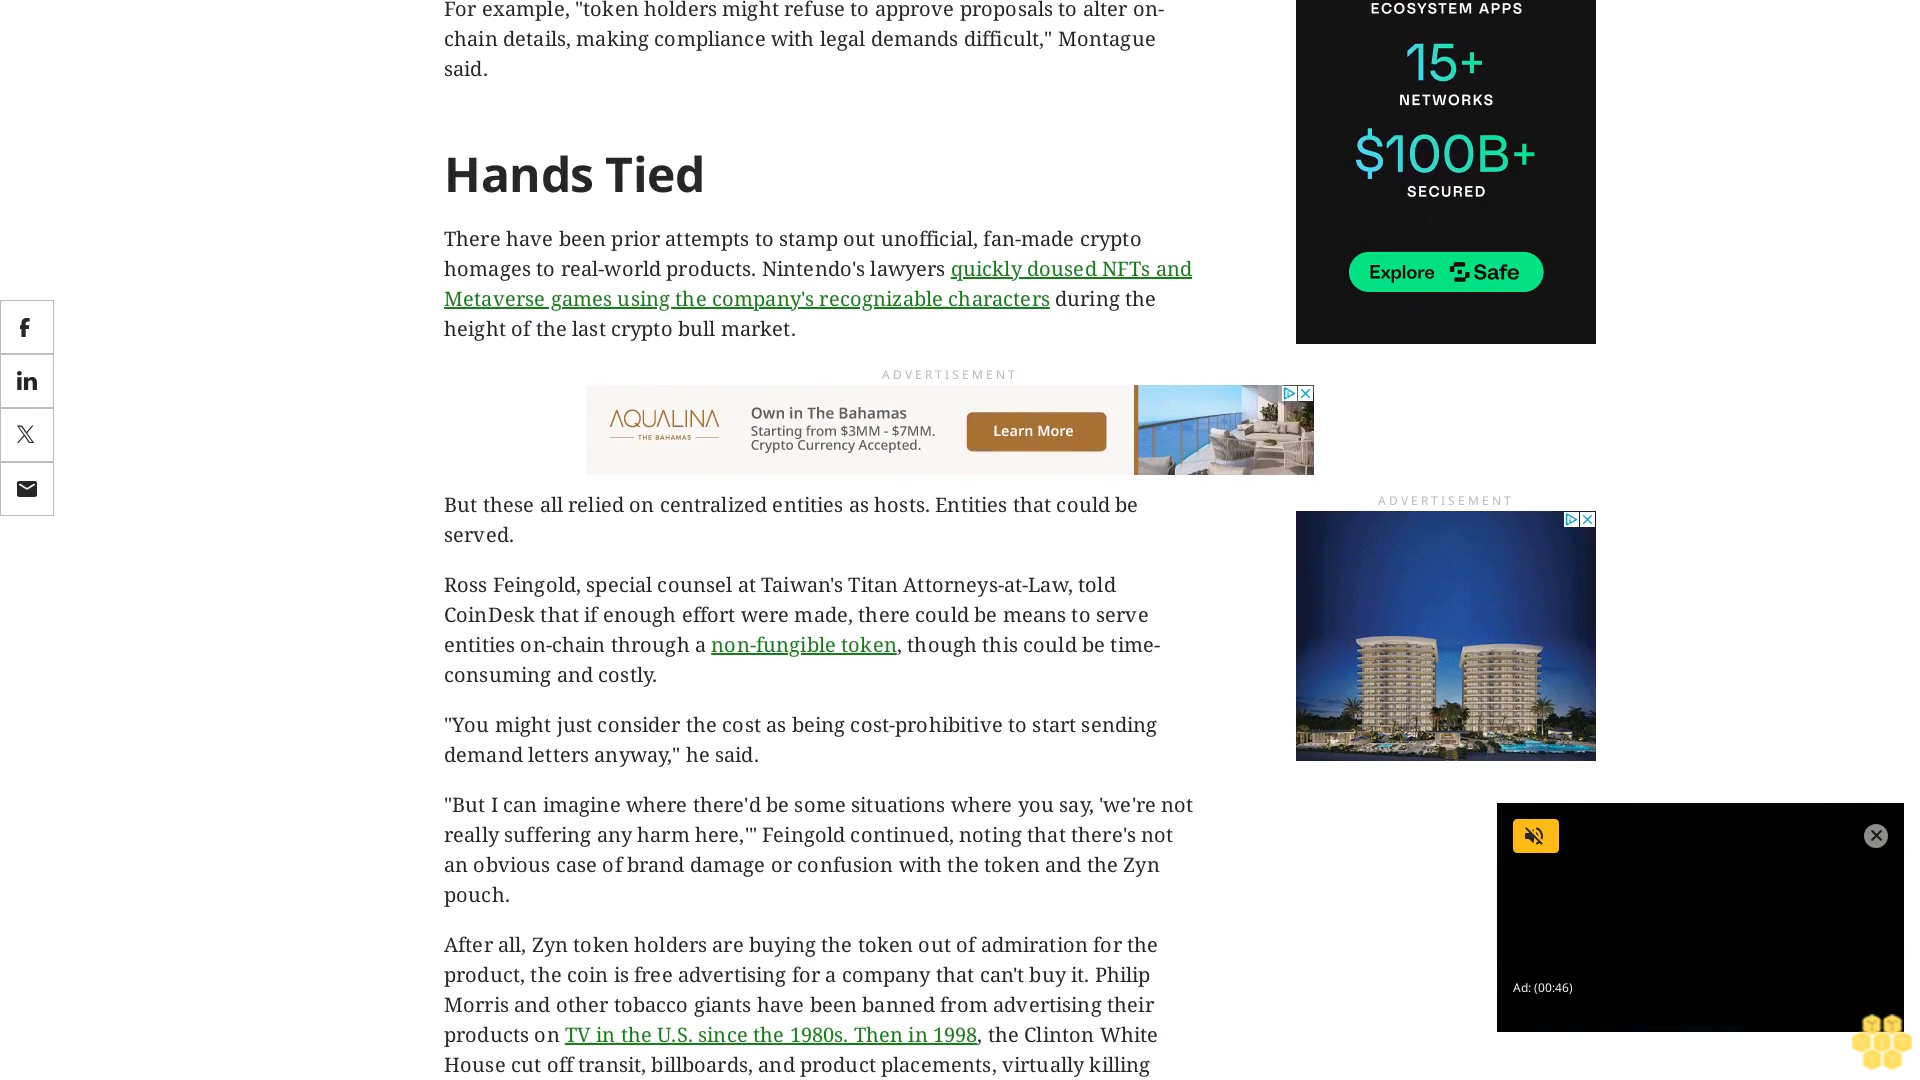 For example, "token holders might refuse to approve proposals to alter on-
chain details, making compliance with legal demands difficult," Montague
said.
Hands Tied
There have been prior attempts to stamp out unofficial, fan-made crypto
homages to real-world products. Nintendo's lawyers quickly doused NFTs and
Metaverse games using the company's recognizable characters during the
height of the last crypto bull market.
ADVERTISEMENT
AQUALINA
THE BAHAMAS
Own in The Bahamas
Starting from $3MM - $7MM.
Crypto Currency Accepted.
Learn More
But these all relied on centralized entities as hosts. Entities that could be
served.
Ross Feingold, special counsel at Taiwan's Titan Attorneys-at-Law, told
CoinDesk that if enough effort were made, there could be means to serve
entities on-chain through a non-fungible token, though this could be time-
consuming and costly.
"You might just consider the cost as being cost-prohibitive to start sending
demand letters anyway," he said.
"But I can imagine where there'd be some situations where you say, 'we're not
really suffering any harm here,'" Feingold continued, noting that there's not
an obvious case of brand damage or confusion with the token and the Zyn
pouch.
After all, Zyn token holders are buying the token out of admiration for the
product, the coin is free advertising for a company that can't buy it. Philip
Morris and other tobacco giants have been banned from advertising their
products on TV in the U.S. since the 1980s. Then in 1998, the Clinton White
House cut off transit, billboards, and product placements, virtually killing
ECOSYSTEM APPS
15+
NETWORKS
$100B+
SECURED
Explore Safe
ADVERTISEMENT
Ad: (00:46)